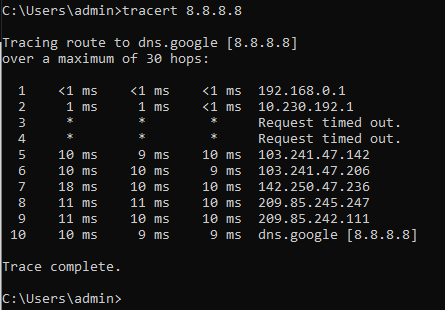 C:\Users\admin>tracert 8.8.8.8
Tracing route to dns.google [8.8.8.8]
over a maximum of 30 hops:
1 <1 ms <1 ms <1 ms 192.168.0.1
2 1 ms 1 ms <1 ms 10.230.192.1
3 * * * Request timed out.
4 * * * Request timed out.
5 10 ms 9 ms 10 ms 103.241.47.142
6 10 ms 10 ms 9 ms 103.241.47.206
7 18 ms 10 ms 10 ms 142.250.47.236
8 11 ms 11 ms 10 ms 209.85.245.247
9 11 ms 10 ms 10 ms 209.85.242.111
10 10 ms 9 ms 9 ms dns.google [8.8.8.8]
Trace complete.
C:\Users\admin>